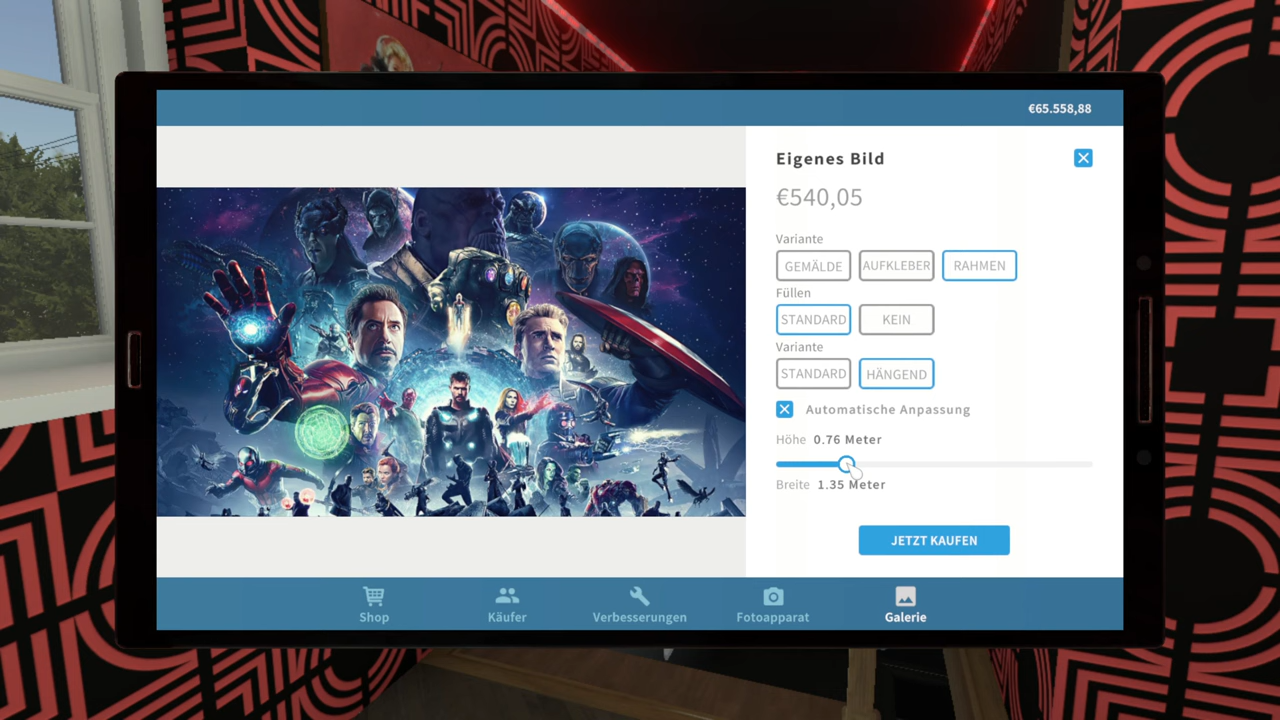 €65.558,88
Eigenes Bild
€540,05
Variante
GEMÄLDE AUFKLEBER RAHMEN
Füllen
STANDARD KEIN
Variante
STANDARD HÄNGEND
Automatische Anpassung
Höhe 0.76 Meter
Breite 1.35 Meter
JETZT KAUFEN
Shop Käufer Verbesserungen Fotoapparat Galerie